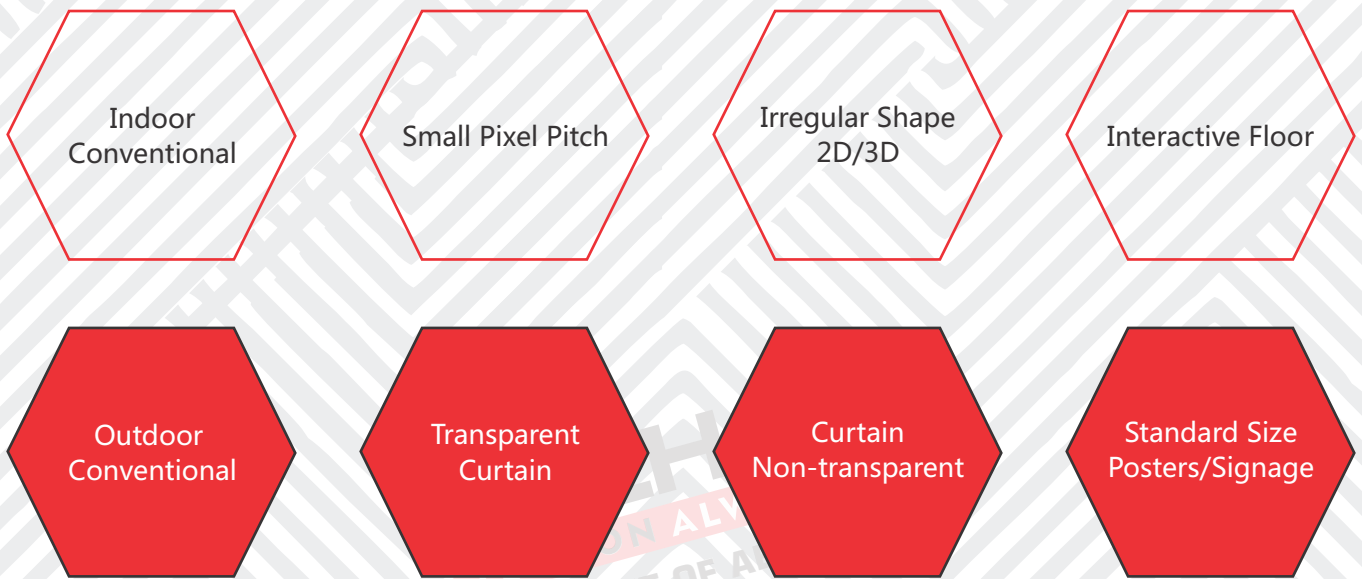 Indoor
Conventional
Small Pixel Pitch
Irregular Shape
2D/3D
Interactive Floor
Outdoor
Conventional
Transparent
Curtain
Curtain
Non-transparent
Standard Size
Posters/Signage